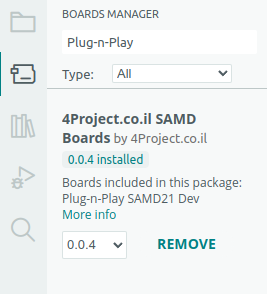 BOARDS MANAGER
Plug-n-Play
Type: All
4Project.co.il SAMD
Boards by 4Project.co.il
0.0.4 installed
Boards included in this package:
Plug-n-Play SAMD21 Dev
More info
0.0.4 REMOVE